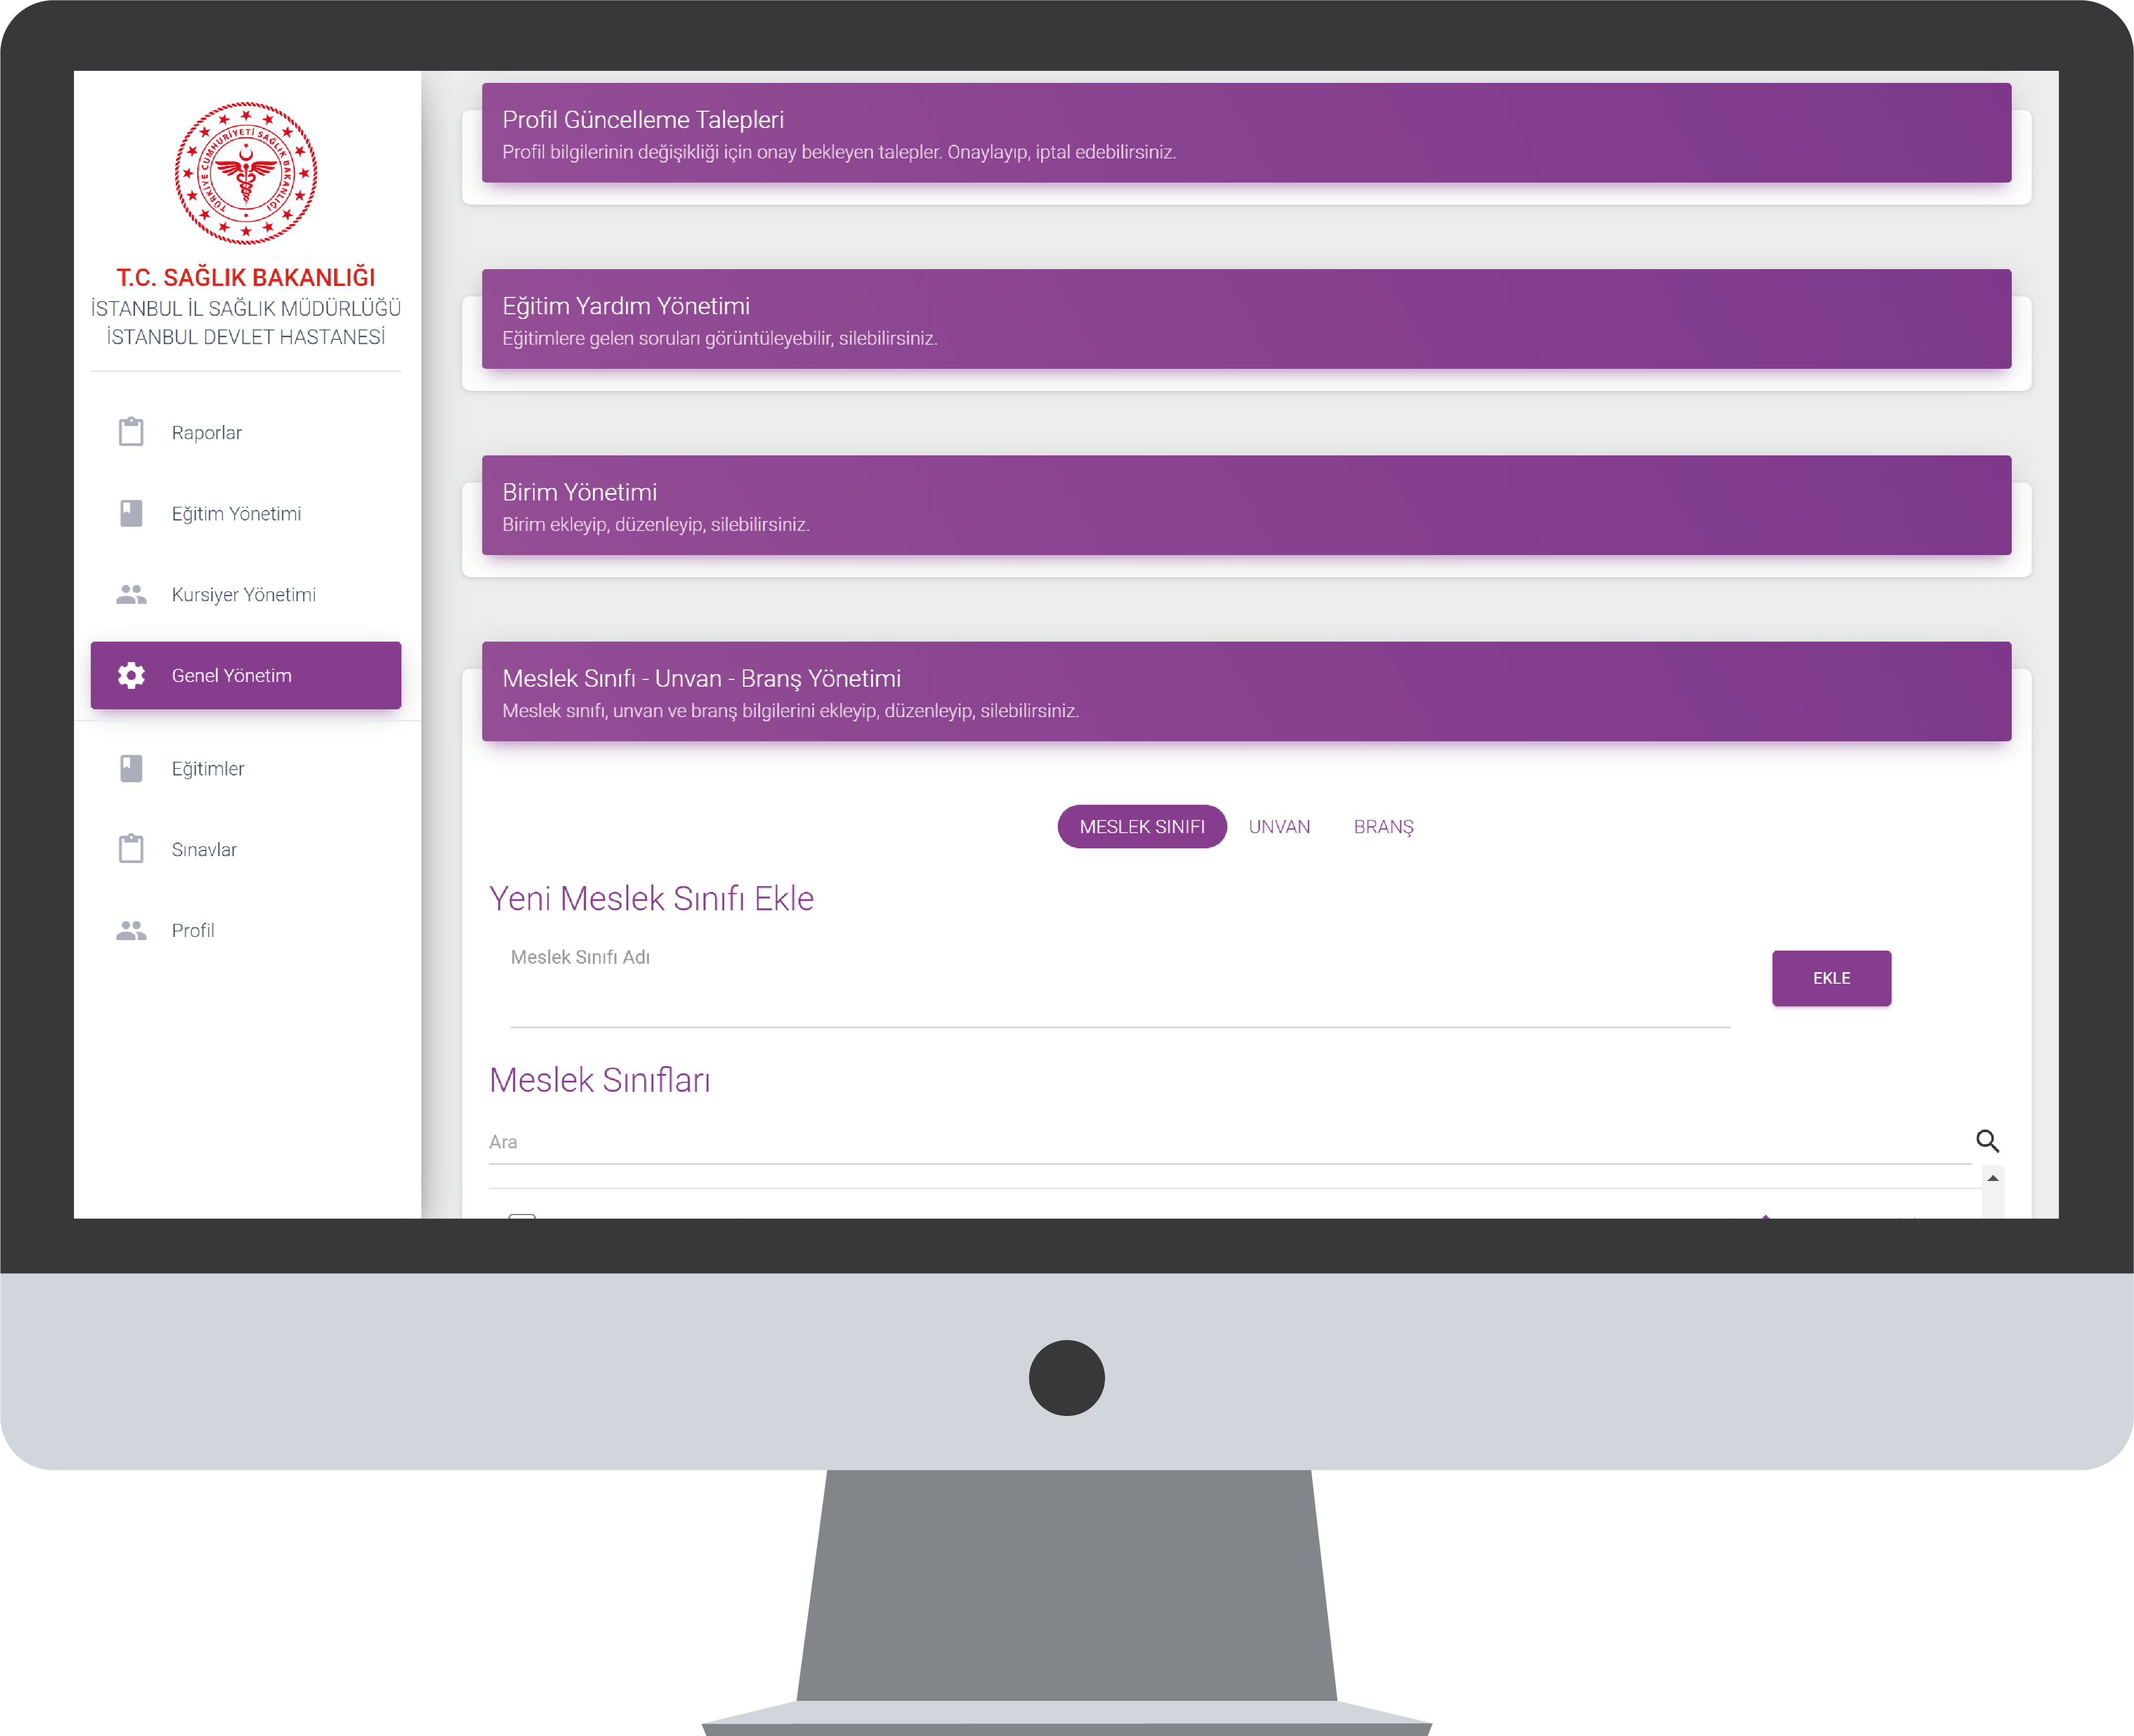 TÜRKİYE CUMHURİYETİ SAĞLIK BAKANLIĞI
T.C. SAĞLIK BAKANLIĞI
İSTANBUL İL SAĞLIK MÜDÜRLÜĞÜ
İSTANBUL DEVLET HASTANESİ
Raporlar
Eğitim Yönetimi
Kursiyer Yönetimi
Genel Yönetim
Eğitimler
Sınavlar
Profil
Profil Güncelleme Talepleri
Profil bilgilerinin değişikliği için onay bekleyen talepler. Onaylayıp, iptal edebilirsiniz.
Eğitim Yardım Yönetimi
Eğitimlere gelen soruları görüntüleyebilir, silebilirsiniz.
Birim Yönetimi
Birim ekleyip, düzenleyip, silebilirsiniz.
Meslek Sınıfı - Unvan - Branş Yönetimi
Meslek sınıfı, unvan ve branş bilgilerini ekleyip, düzenleyip, silebilirsiniz.
MESLEK SINIFI UNVAN BRANŞ
Yeni Meslek Sınıfı Ekle
Meslek Sınıfı Adı
EKLE
Meslek Sınıfları
Ara